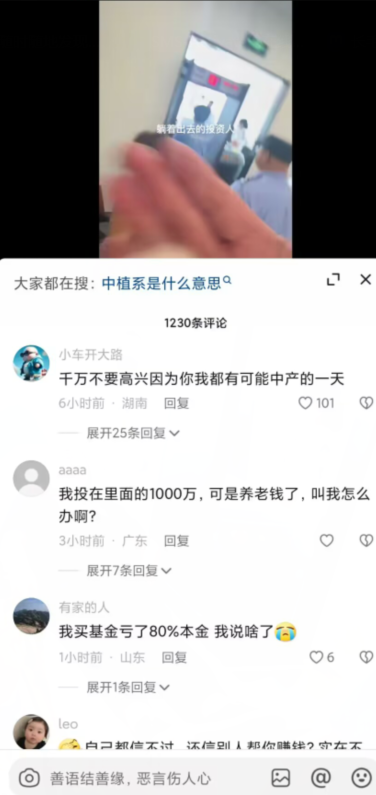 躺着出去的投资人
大家都在搜：中植系是什么意思
1230条评论
小车开大路
千万不要高兴因为你我都有可能中产的一天
6小时前 · 湖南 回复
101
展开25条回复
aaaa
我投在里面的1000万，可是养老钱了，叫我怎么
办啊？
3小时前 · 广东 回复
展开7条回复
有家的人
我买基金亏了80%本金 我说啥了
1小时前 · 山东 回复
6
展开1条回复
leo
自己都信不过，还信别人帮你赚钱？实在不
善语结善缘，恶言伤人心